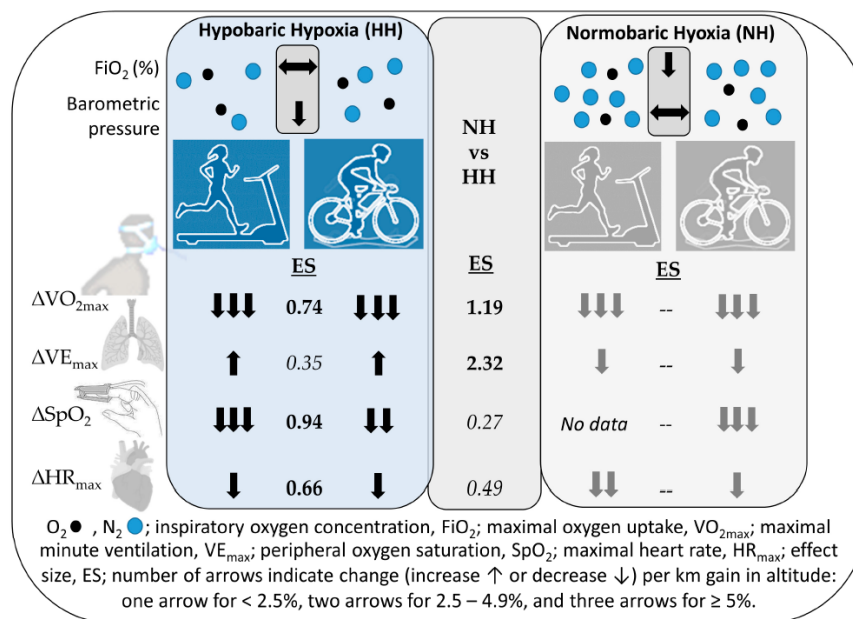 Hypobaric Hypoxia (HH)
Normobaric Hyoxia (NH)
FiO2 (%)
Barometric
pressure
NH
vs
HH
ES
ES
ES
ΔVO2max ↓↓↓ 0.74 ↓↓↓ 1.19 ↓↓↓ -- ↓↓↓
ΔVEmax ↑ 0.35 ↑ 2.32 ↓ -- ↓
ΔSpO2 ↓↓↓ 0.94 ↓↓ 0.27 No data -- ↓↓↓
ΔHRmax ↓ 0.66 ↓ 0.49 ↓↓ -- ↓
O2 ● , N2 ●; inspiratory oxygen concentration, FiO2; maximal oxygen uptake, VO2max; maximal
minute ventilation, VEmax; peripheral oxygen saturation, SpO2; maximal heart rate, HRmax; effect
size, ES; number of arrows indicate change (increase ↑ or decrease ↓) per km gain in altitude:
one arrow for < 2.5%, two arrows for 2.5 – 4.9%, and three arrows for ≥ 5%.